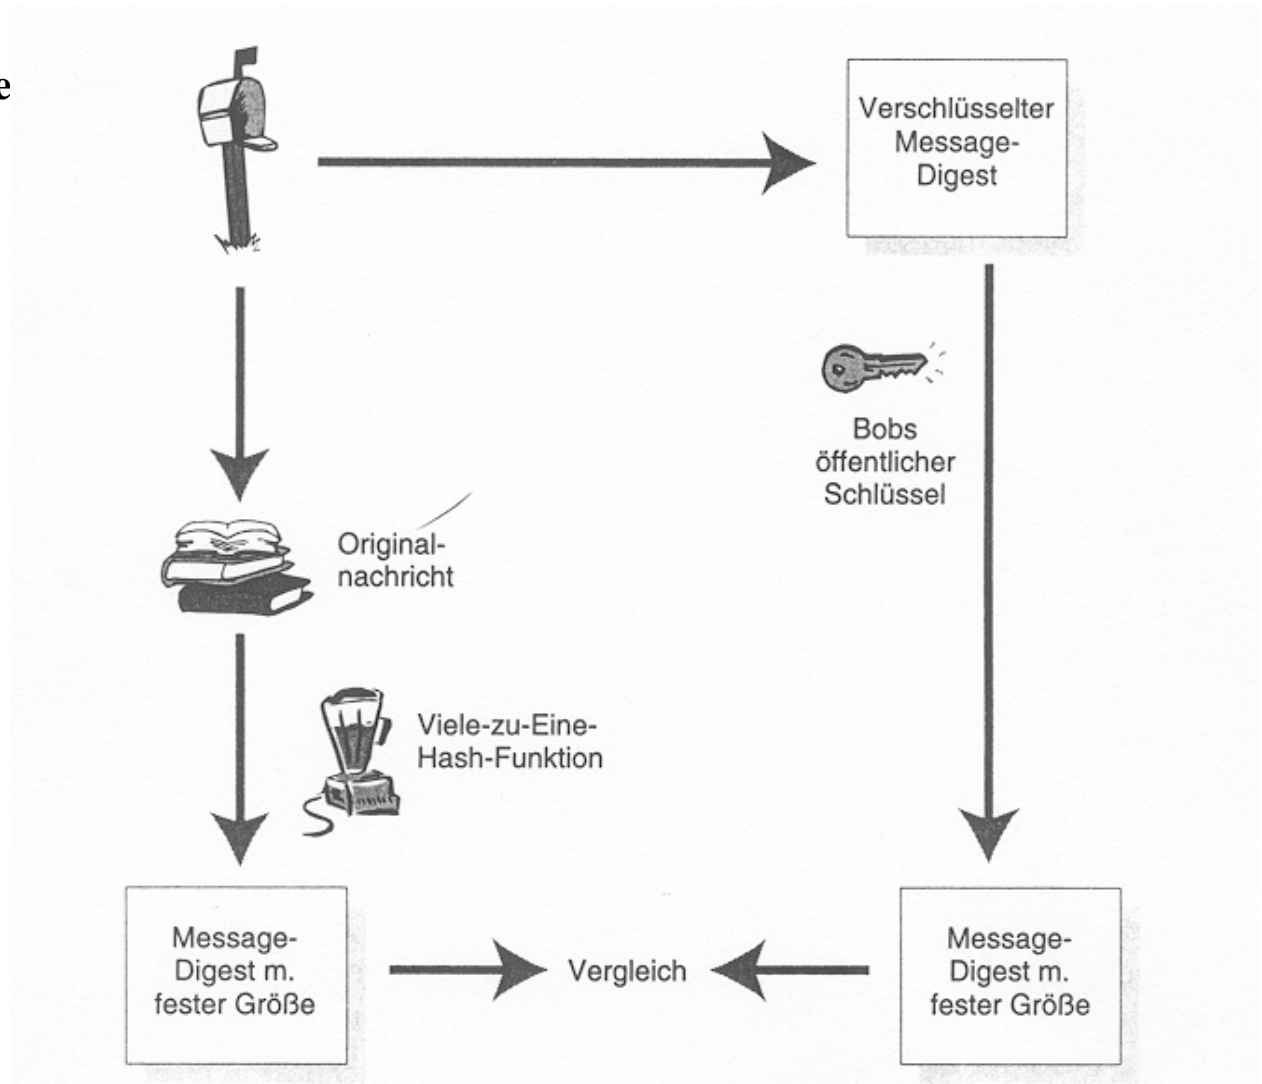 e
Verschlüsselter
Message-
Digest
Bobs
öffentlicher
Schlüssel
Original-
nachricht
Viele-zu-Eine-
Hash-Funktion
Message-
Digest m.
fester Größe
Vergleich
Message-
Digest m.
fester Größe